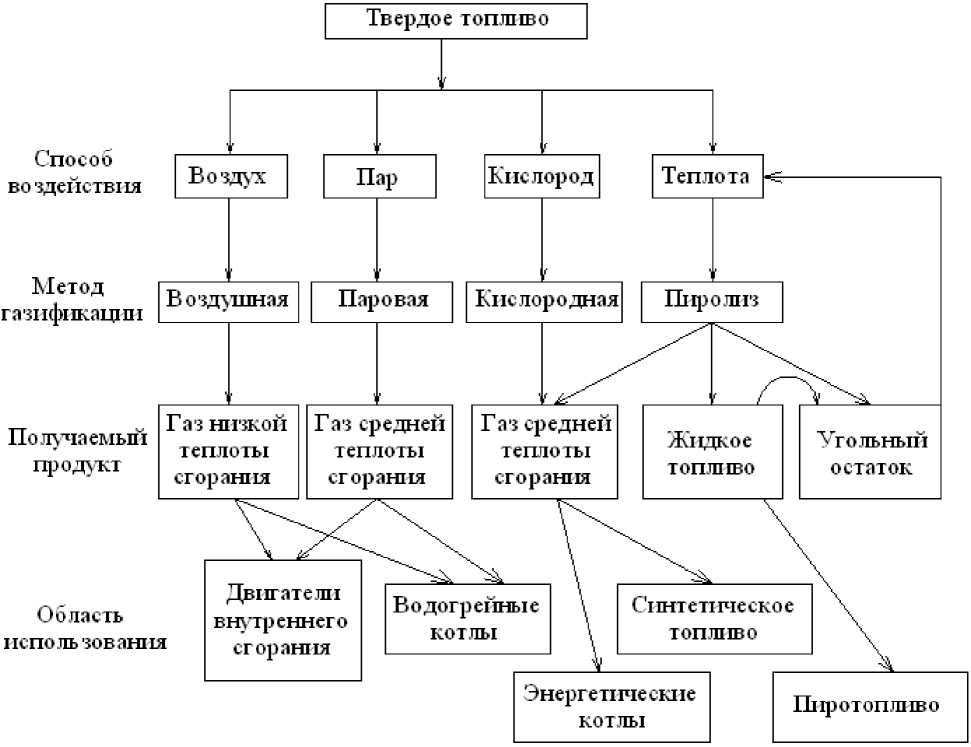 Твердое топливо
Способ
воздействия
Воздух
Пар
Кислород
Теплота
Метод
газификации
Воздушная
Паровая
Кислородная
Пиролиз
Получаемый
продукт
Газ низкой
теплоты
сгорания
Газ средней
теплоты
сгорания
Газ средней
теплоты
сгорания
Жидкое
топливо
Угольный
остаток
Область
использования
Двигатели
внутреннего
сгорания
Водогрейные
котлы
Синтетическое
топливо
Энергетические
котлы
Пиротопливо